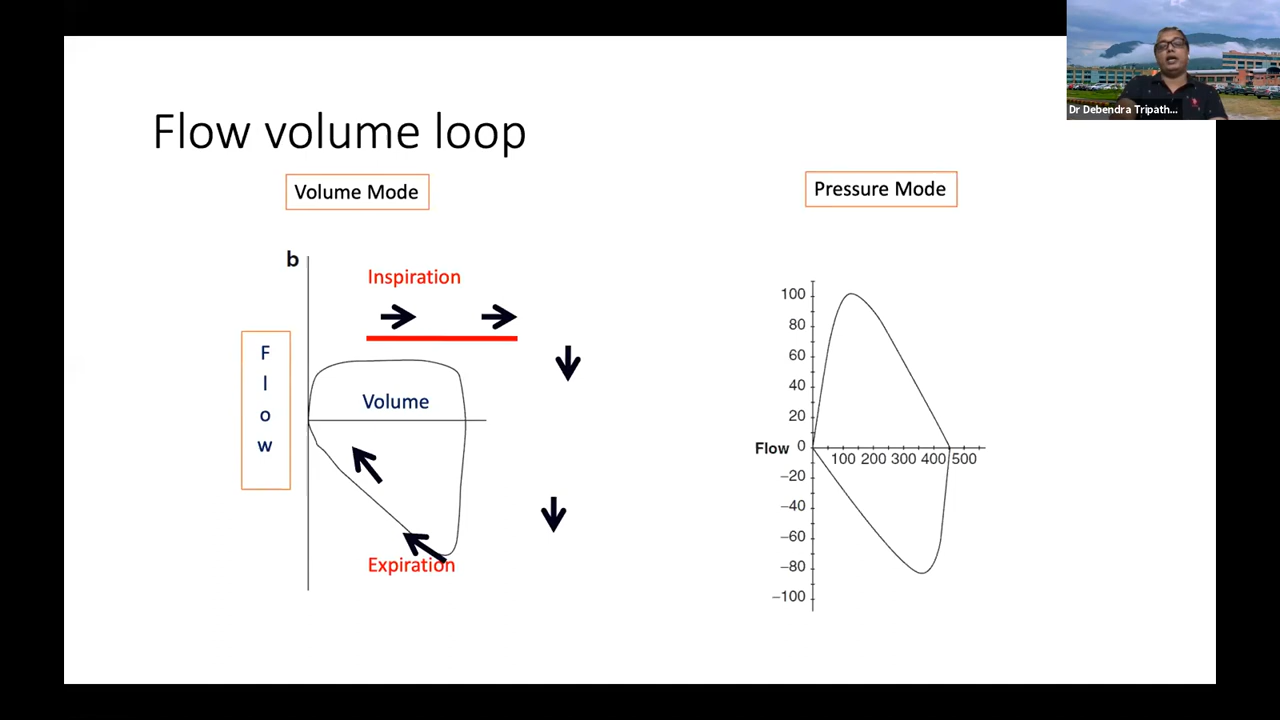 Flow volume loop
Volume Mode
Pressure Mode
b
Inspiration
F
l
o
w
Volume
Expiration
100
80
60
40
20
Flow 0
100 200 300 400 500
−20
−40
−60
−80
−100
Dr Debendra Tripath...